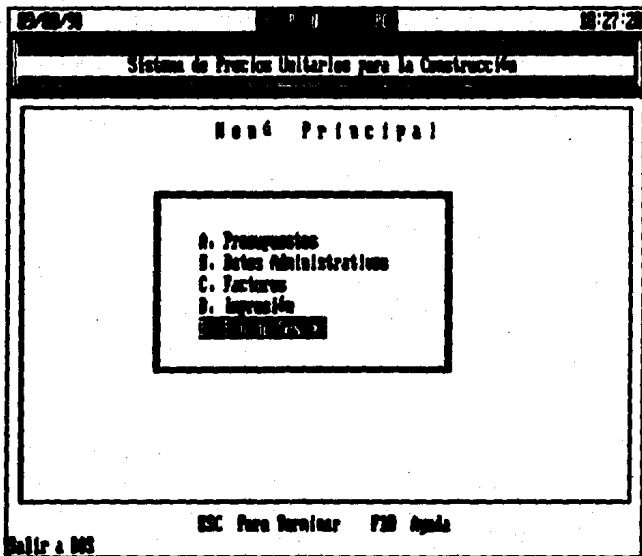 Sistema de Precios Unitarios para la Construcción
Menú Principal
A. Presupuestos
B. Datos Administrativos
C. Factores
D. Impresión
ESC Para Terminar F10 Ayuda
Salir a DOS